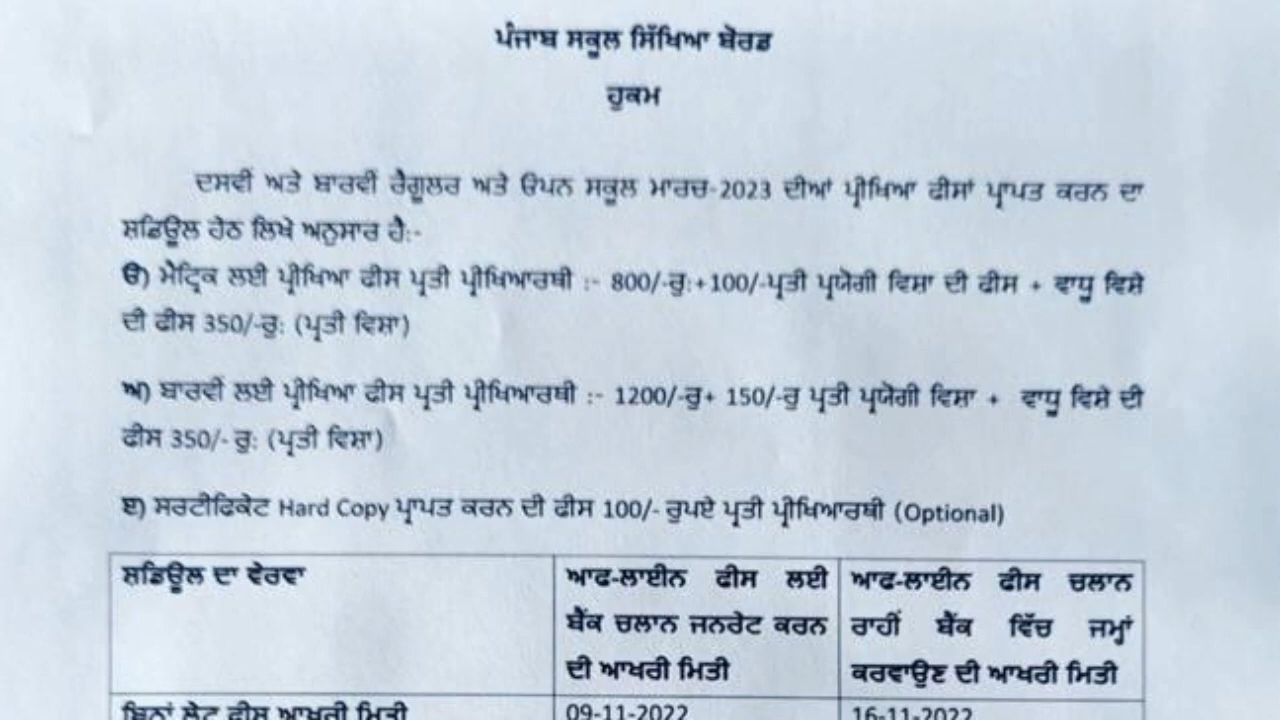 ਪੰਜਾਬ ਸਕੂਲ ਸਿੱਖਿਆ ਬੋਰਡ
ਹੁਕਮ
ਦਸਵੀਂ ਅਤੇ ਬਾਰਵੀਂ ਰੈਗੂਲਰ ਅਤੇ ਓਪਨ ਸਕੂਲ ਮਾਰਚ-2023 ਦੀਆਂ ਪ੍ਰੀਖਿਆ ਫੀਸਾਂ ਪ੍ਰਾਪਤ ਕਰਨ ਦਾ
ਸ਼ਡਿਊਲ ਹੇਠ ਲਿਖੇ ਅਨੁਸਾਰ ਹੈ:-
ੳ) ਮੈਟ੍ਰਿਕ ਲਈ ਪ੍ਰੀਖਿਆ ਫੀਸ ਪ੍ਰਤੀ ਪ੍ਰੀਖਿਆਰਥੀ :- 800/-ਰੁ:+100/-ਪ੍ਰਤੀ ਪ੍ਰਯੋਗੀ ਵਿਸ਼ਾ ਦੀ ਫੀਸ + ਵਾਧੂ ਵਿਸ਼ੇ
ਦੀ ਫੀਸ 350/-ਰੁ: (ਪ੍ਰਤੀ ਵਿਸ਼ਾ)
ਅ) ਬਾਰਵੀਂ ਲਈ ਪ੍ਰੀਖਿਆ ਫੀਸ ਪ੍ਰਤੀ ਪ੍ਰੀਖਿਆਰਥੀ :- 1200/-ਰੁ+ 150/-ਰੁ ਪ੍ਰਤੀ ਪ੍ਰਯੋਗੀ ਵਿਸ਼ਾ + ਵਾਧੂ ਵਿਸ਼ੇ ਦੀ
ਫੀਸ 350/- ਰੁ: (ਪ੍ਰਤੀ ਵਿਸ਼ਾ)
ੲ) ਸਰਟੀਫਿਕੇਟ Hard Copy ਪ੍ਰਾਪਤ ਕਰਨ ਦੀ ਫੀਸ 100/- ਰੁਪਏ ਪ੍ਰਤੀ ਪ੍ਰੀਖਿਆਰਥੀ (Optional)
ਸ਼ਡਿਊਲ ਦਾ ਵੇਰਵਾ
ਆਫ-ਲਾਈਨ ਫੀਸ ਲਈ
ਬੈਂਕ ਚਲਾਨ ਜਨਰੇਟ ਕਰਨ
ਦੀ ਆਖਰੀ ਮਿਤੀ
ਆਫ-ਲਾਈਨ ਫੀਸ ਚਲਾਨ
ਰਾਹੀਂ ਬੈਂਕ ਵਿੱਚ ਜਮ੍ਹਾਂ
ਕਰਵਾਉਣ ਦੀ ਆਖਰੀ ਮਿਤੀ
ਬਿਨਾਂ ਲੇਟ ਫੀਸ ਆਖਰੀ ਮਿਤੀ
09-11-2022
16-11-2022